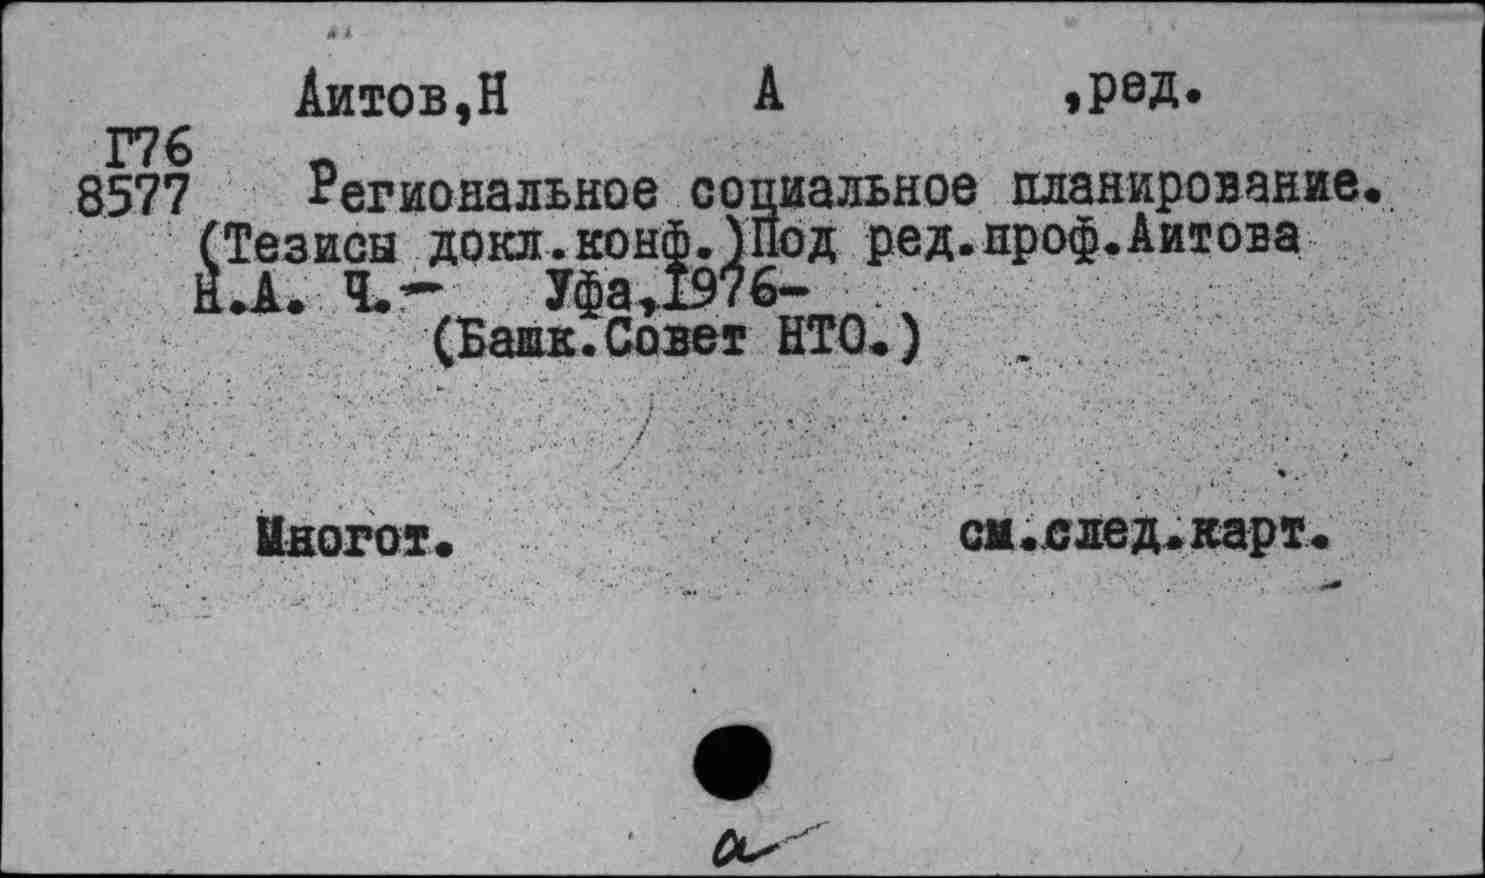 Аитов,Н А ,ред.
Г76
8577 Региональное социальное планирование.
(Тезисы докл.конф.)Под ред.проф.Аитова
Н.А. Ч.- Уфа,1976-
(Башк.Совет НТО.)
Многот. см.след.карт.
а